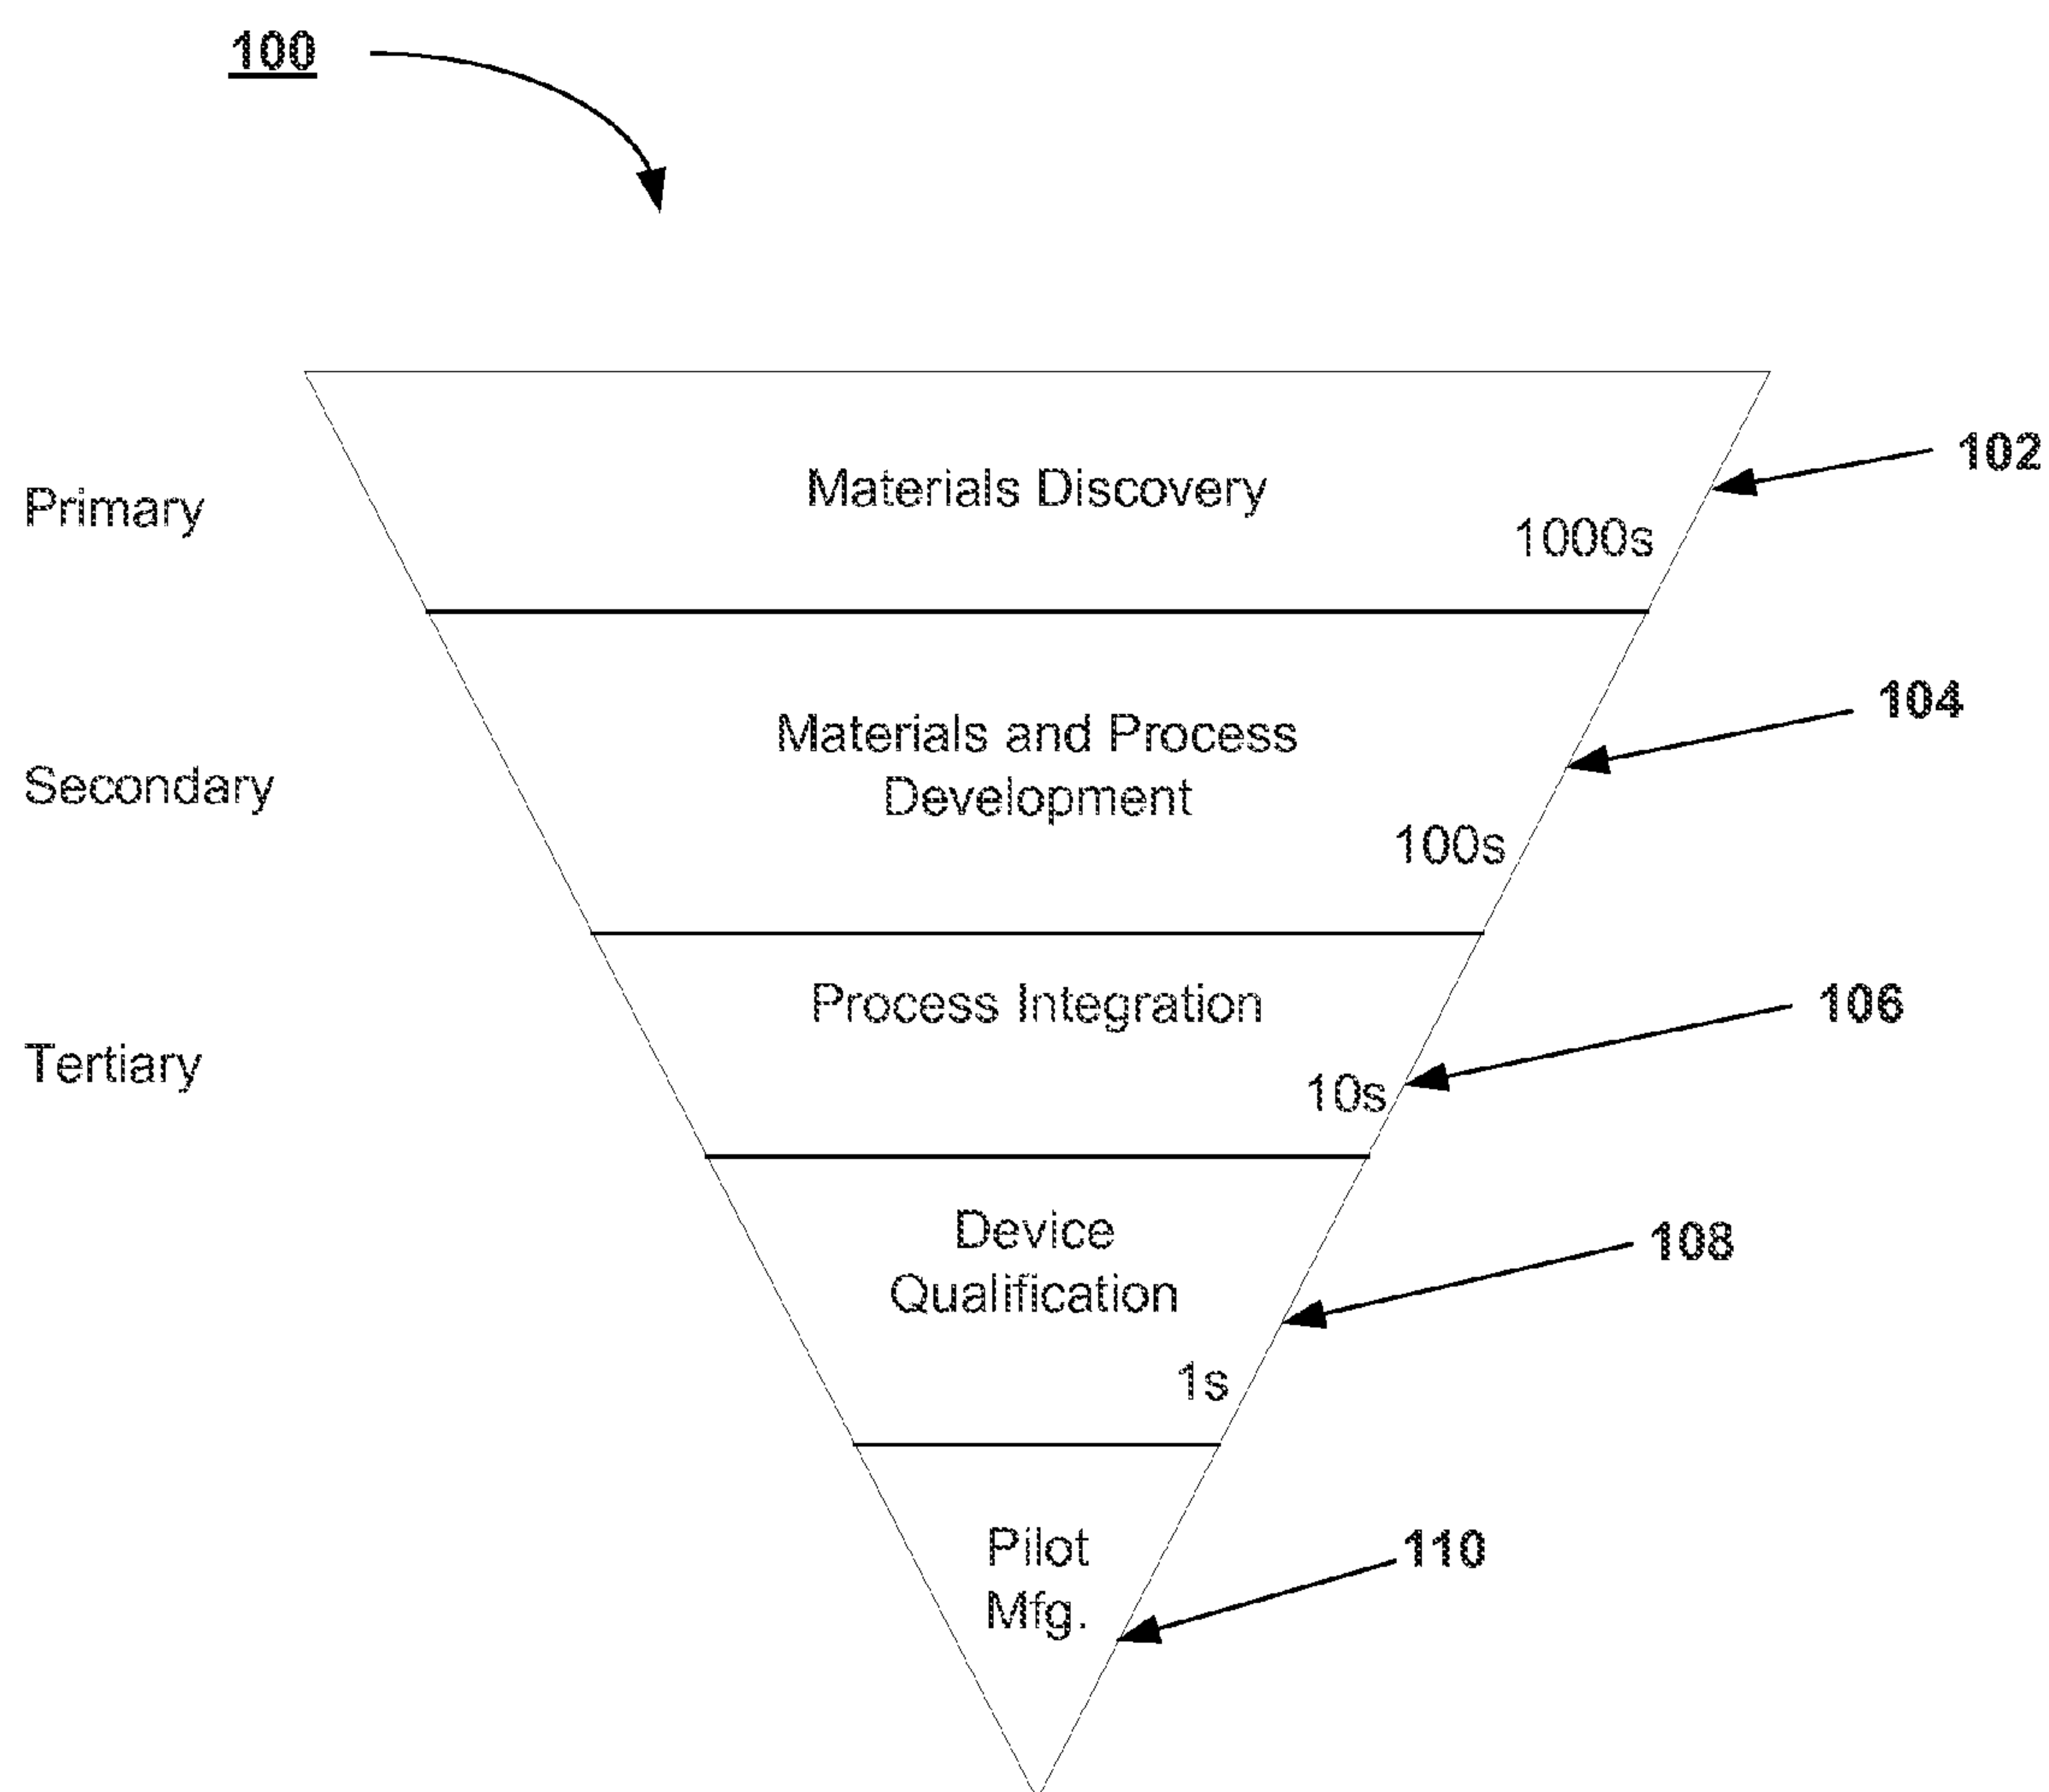 100
Materials Discovery
102
Primary
1000s
Materials and Process
Development
104
Secondary
100s
Process Integration
106
Tertiary
10s
Device
Qualification
108
1s
Pilot
Mfg.
110